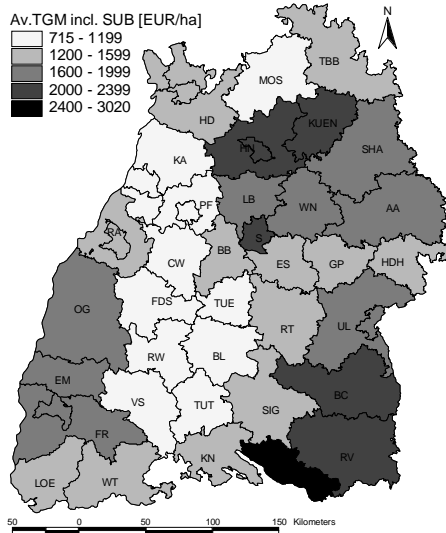 Av.TGM incl. SUB [EUR/ha]
715 - 1199
1200 - 1599
1600 - 1999
2000 - 2399
2400 - 3020
N
TBB
MOS
HD
KUEN
HN
SHA
KA
PF
LB
WN
AA
RA
S
CW
BB
ES
GP
HDH
FDS
TUE
OG
RT
UL
RW
BL
EM
BC
VS
TUT
SIG
FR
RV
KN
LOE
WT
50 0 50 100 150 Kilometers